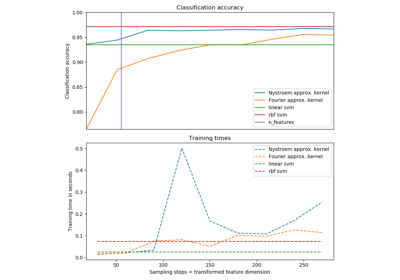 Classification accuracy
1.00
0.95
0.90
0.85
0.80
Classification accuracy
Nystroem approx. kernel
Fourier approx. kernel
linear svm
rbf svm
n_features
Training times
0.5
0.4
0.3
0.2
0.1
0.0
Training time in seconds
Nystroem approx. kernel
Fourier approx. kernel
linear svm
rbf svm
50
100
150
200
250
Sampling steps = transformed feature dimension